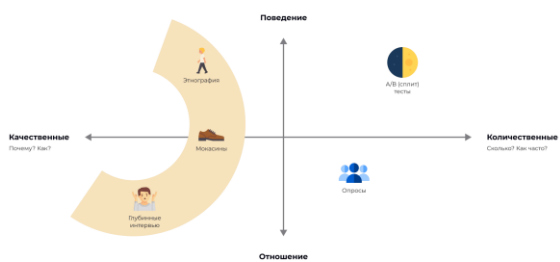 Поведение
Этнография
A/B (сплит)
тесты
Качественные
Почему? Как?
Мокасины
Количественные
Сколько? Как часто?
Опросы
Глубинные
интервью
Отношение